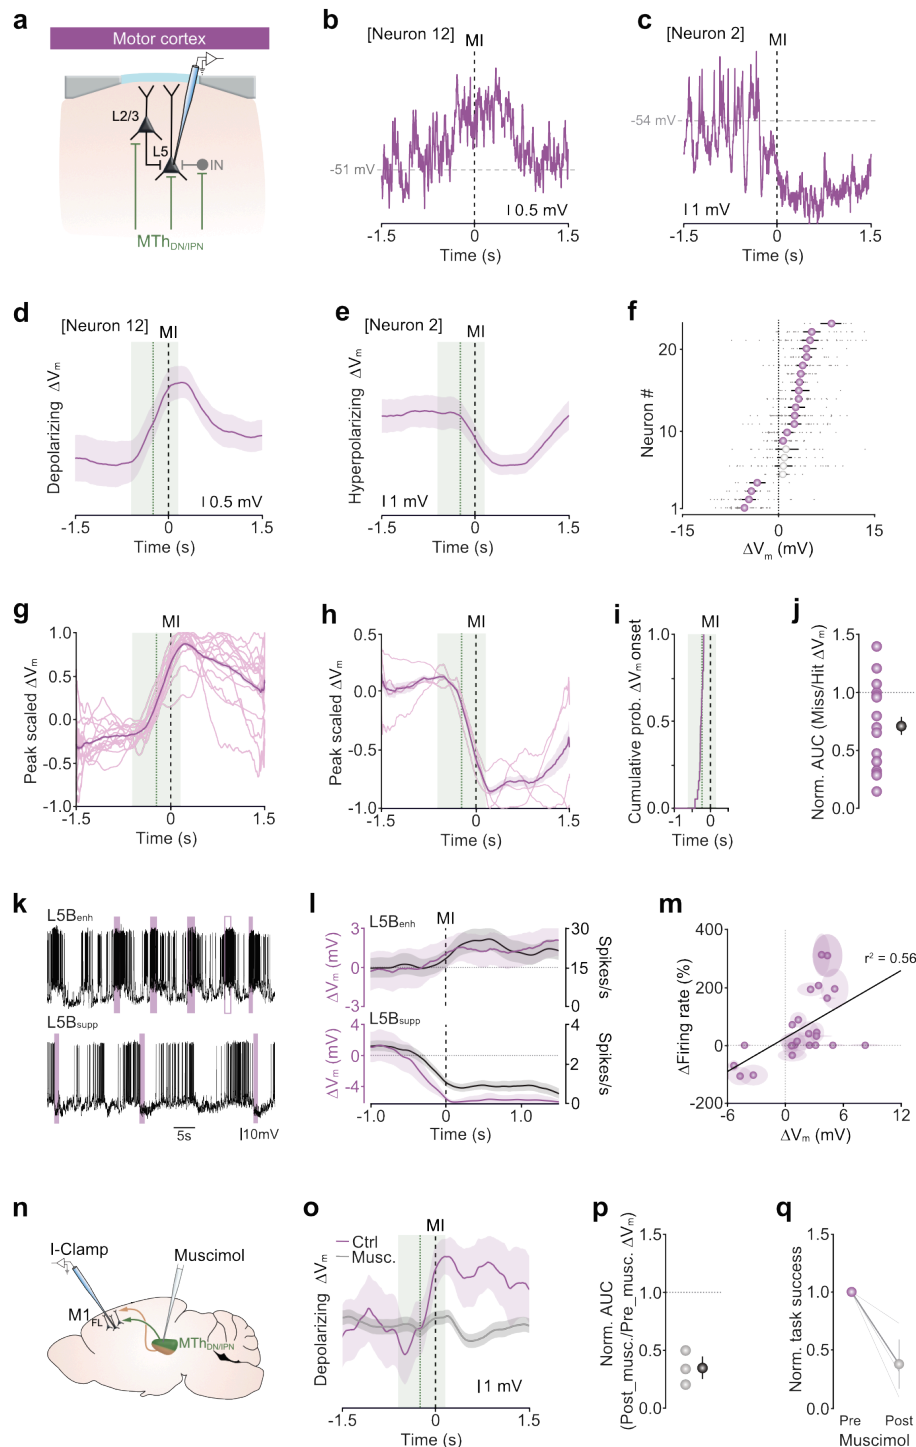 a
Motor cortex
L2/3
L5
IN
MTh DN/IPN
b
[Neuron 12]
MI
-51 mV
0.5 mV
-1.5 0 1.5
Time (s)
c
[Neuron 2]
MI
-54 mV
1 mV
-1.5 0 1.5
Time (s)
d
[Neuron 12]
MI
Depolarizing ΔVm
0.5 mV
-1.5 0 1.5
Time (s)
e
[Neuron 2]
MI
Hyperpolarizing ΔVm
1 mV
-1.5 0 1.5
Time (s)
f
Neuron #
20
10
1
-15 0 15
ΔVm (mV)
g
MI
Peak scaled ΔVm
1.0
0.5
0.0
-0.5
-1.0
-1.5 0 1.5
Time (s)
h
MI
Peak scaled ΔVm
0.5
0.0
-0.5
-1.0
-1.5 0 1.5
Time (s)
i
MI
Cumulative prob. ΔVm onset
1.0
0.5
0.0
-1 0
Time (s)
j
Norm. AUC (Miss/Hit ΔVm)
1.5
1.0
0.5
0.0
k
L5Benh
L5Bsupp
5s
10mV
l
MI
L5Benh
ΔVm (mV)
3
0
-3
30
15
0
Spikes/s
L5Bsupp
ΔVm (mV)
4
0
-4
4
2
0
Spikes/s
-1.0 0 1.0
Time (s)
m
ΔFiring rate (%)
400
200
0
-200
r² = 0.56
-6 0 6 12
ΔVm (mV)
n
I-Clamp
Muscimol
M1FL
MTh DN/IPN
o
MI
Ctrl
Musc.
Depolarizing ΔVm
1 mV
-1.5 0 1.5
Time (s)
p
Norm. AUC
(Post_musc./Pre_musc. ΔVm)
1.5
1.0
0.5
0.0
q
Norm. task success
1.5
1.0
0.5
0.0
Pre Post
Muscimol